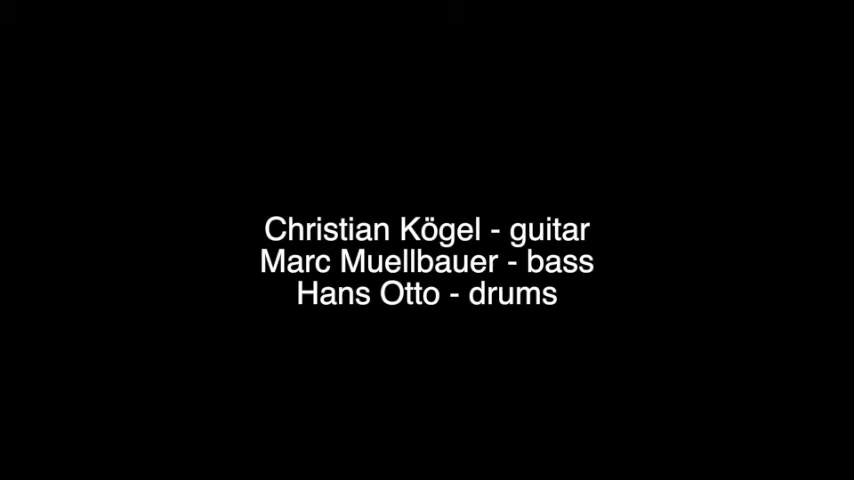 Christian Kögel - guitar
Marc Muellbauer - bass
Hans Otto - drums